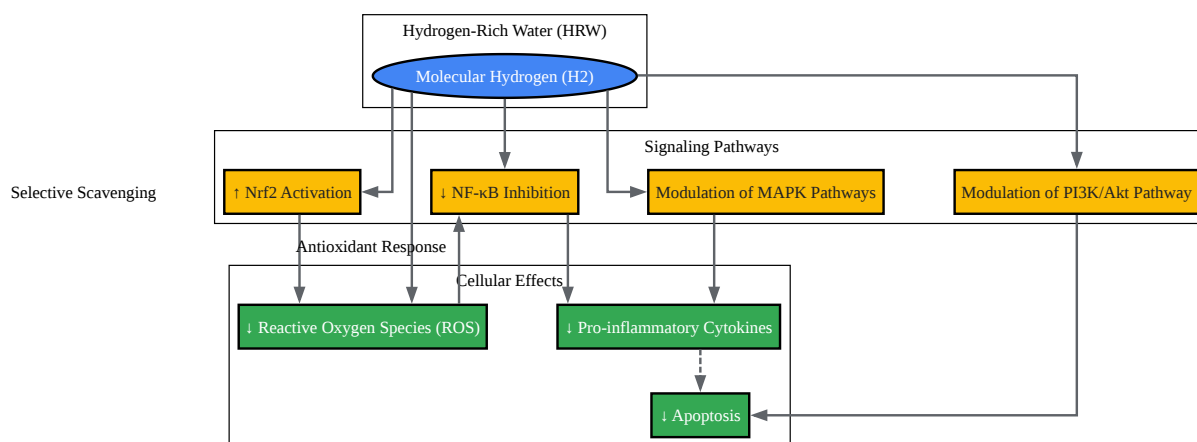 Hydrogen-Rich Water (HRW)
Molecular Hydrogen (H2)
Signaling Pathways
Selective Scavenging
↑ Nrf2 Activation
↓ NF-κB Inhibition
Modulation of MAPK Pathways
Modulation of PI3K/Akt Pathway
Antioxidant Response
Cellular Effects
↓ Reactive Oxygen Species (ROS)
↓ Pro-inflammatory Cytokines
↓ Apoptosis